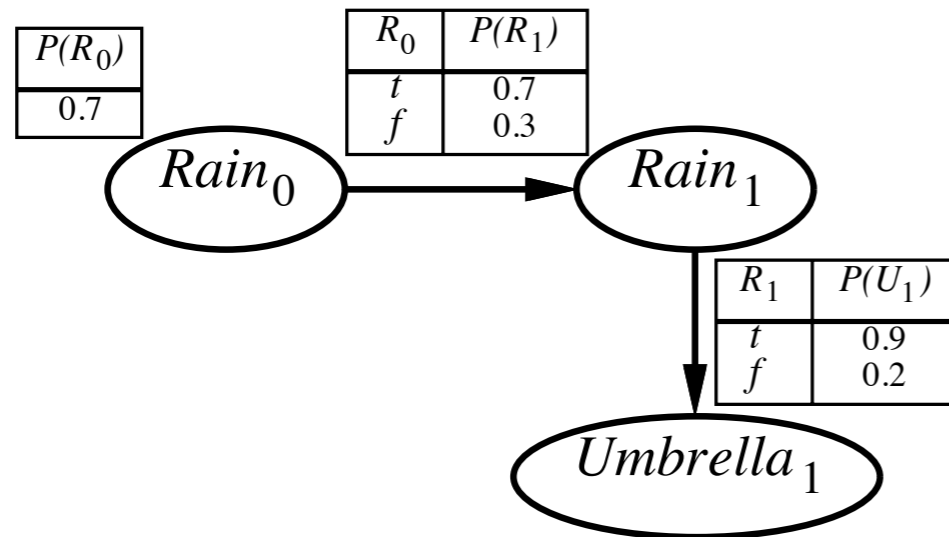 P(R0)
0.7
R0 P(R1)
t 0.7
f 0.3
Rain0
Rain1
R1 P(U1)
t 0.9
f 0.2
Umbrella1